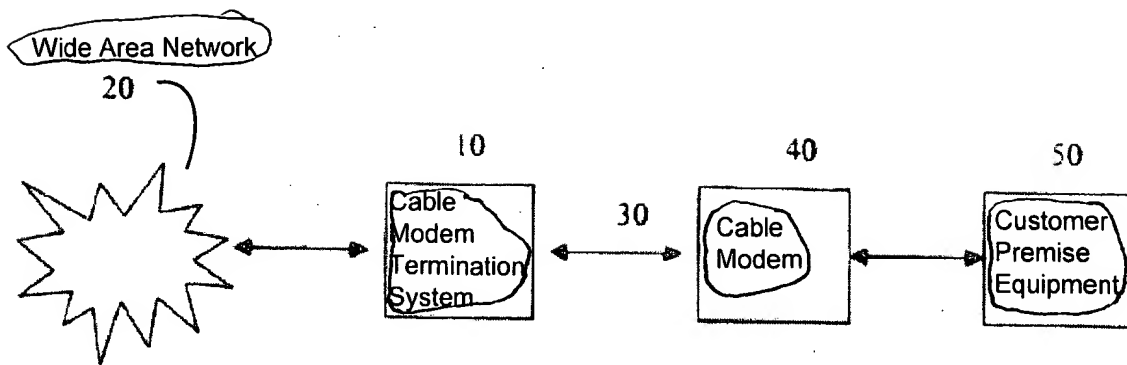 Wide Area Network
20
10
40
50
30
Cable
Modem
Termination
System
Cable
Modem
Customer
Premise
Equipment